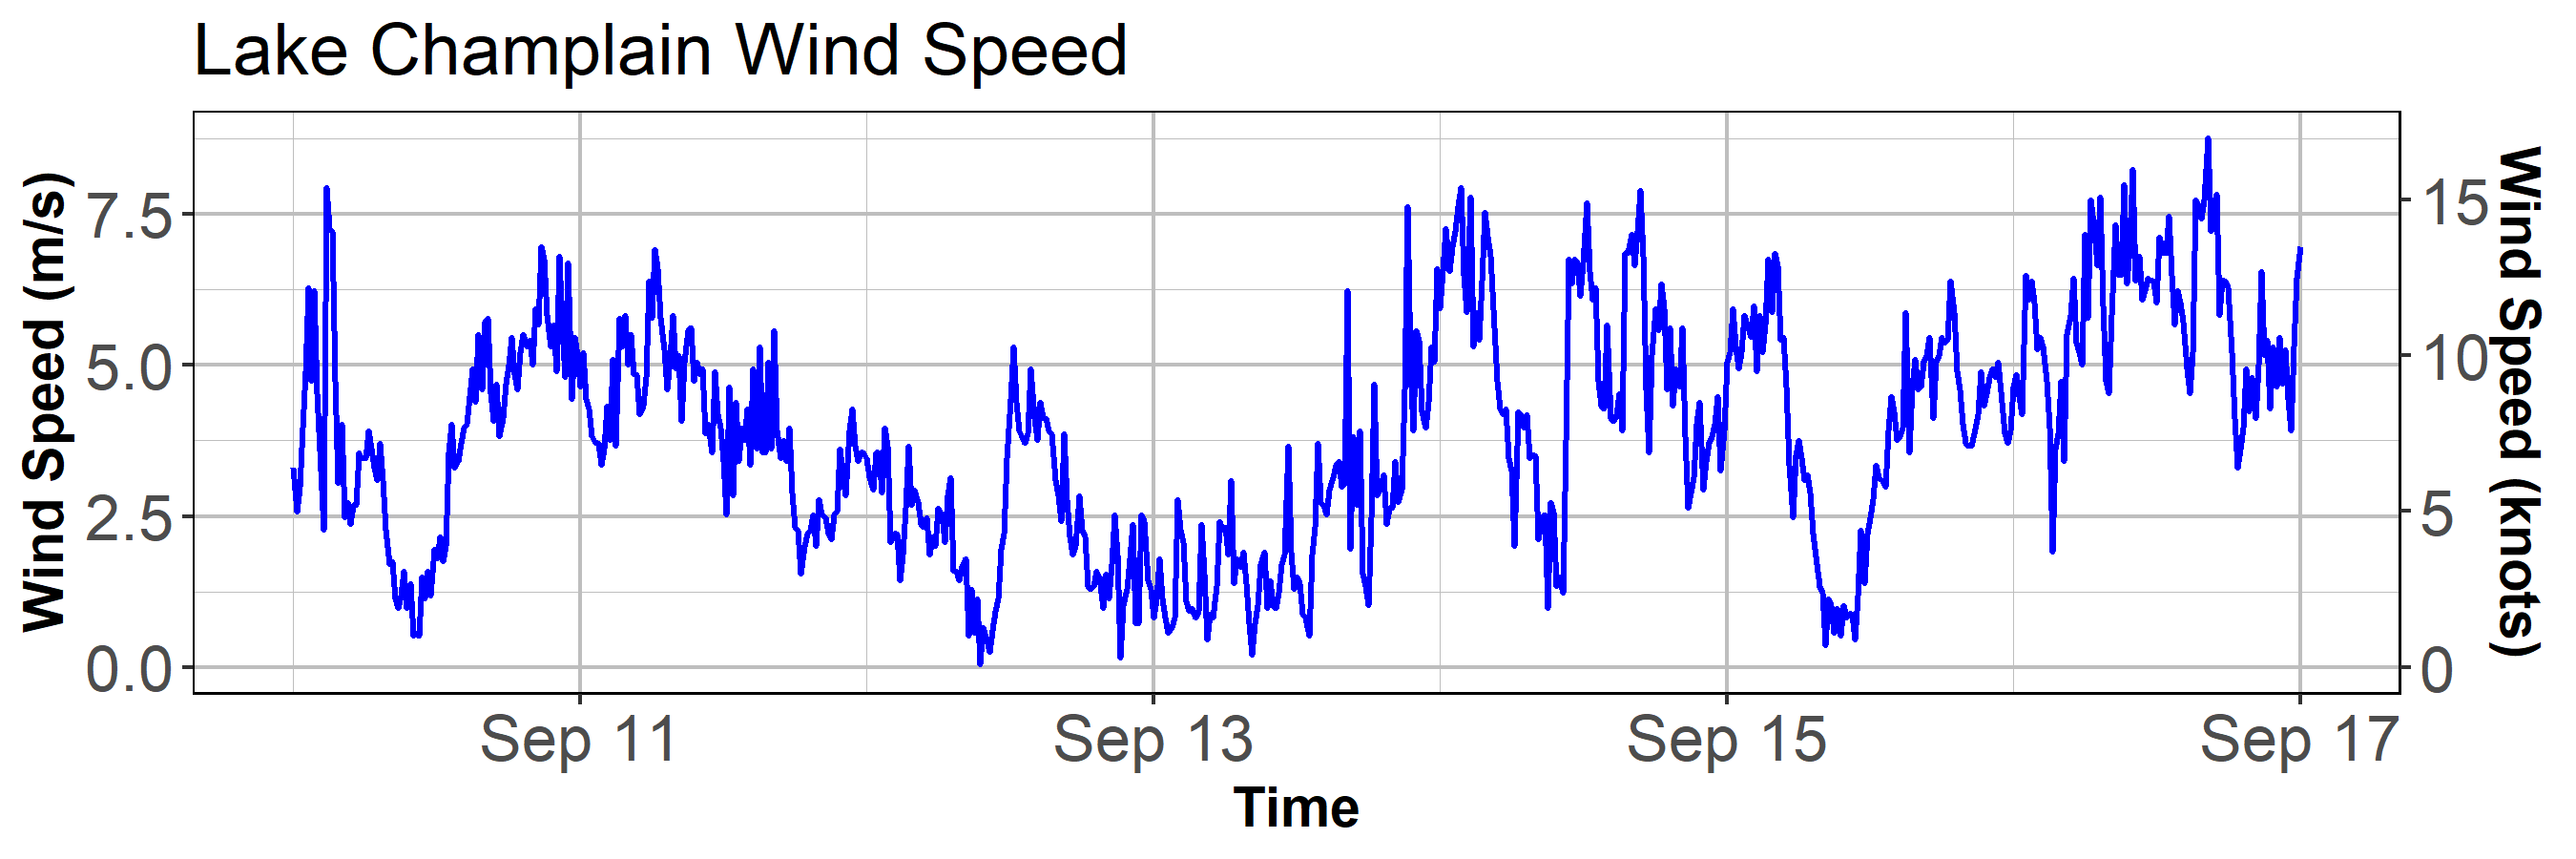 Lake Champlain Wind Speed
Wind Speed (m/s)
7.5
5.0
2.5
0.0
15
10
5
0
Wind Speed (knots)
Sep 11
Sep 13
Sep 15
Sep 17
Time